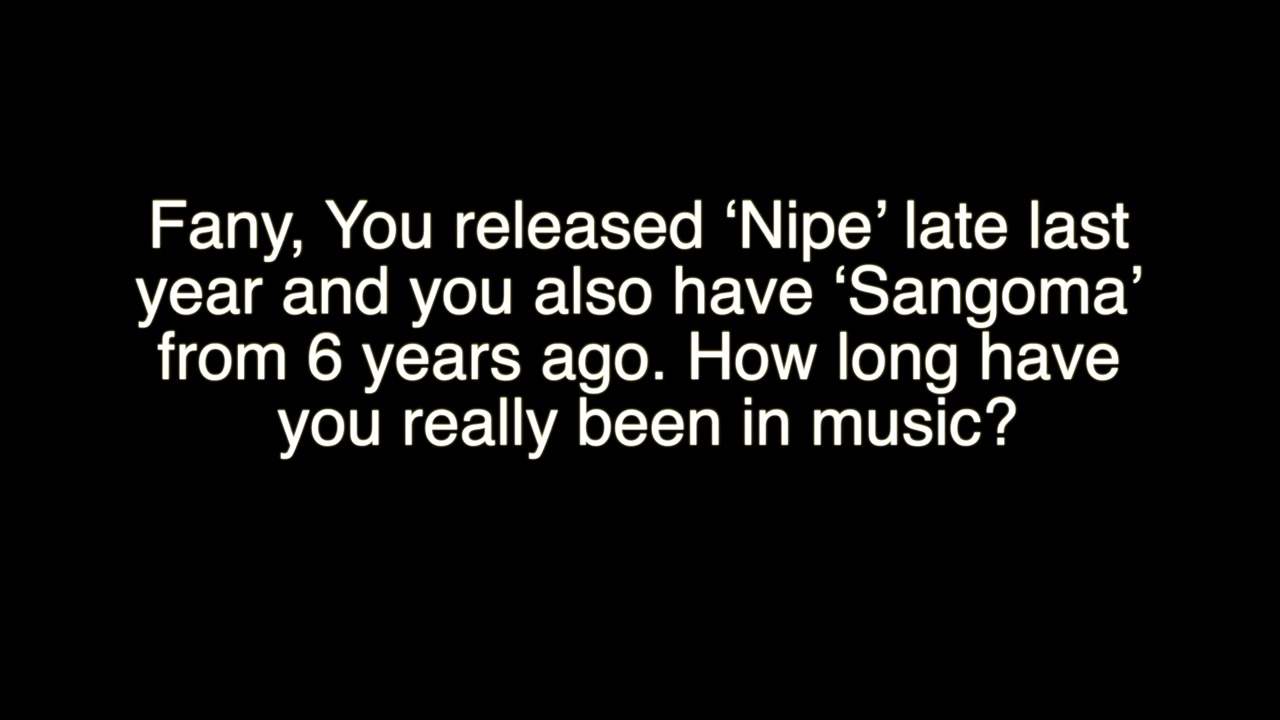 Fany, You released ‘Nipe’ late last
year and you also have ‘Sangoma’
from 6 years ago. How long have
you really been in music?